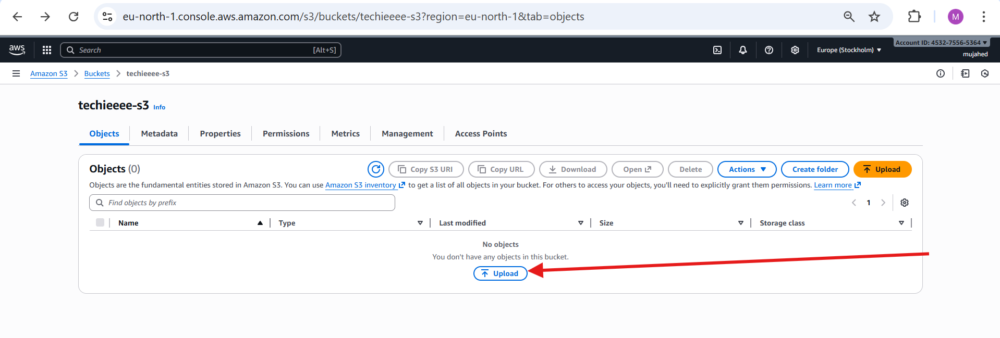 eu-north-1.console.aws.amazon.com/s3/buckets/techieeee-s3?region=eu-north-1&tab=objects
M
aws
Search [Alt+S]
Europe (Stockholm)
Account ID: 4532-7556-5364
mujahed
Amazon S3 > Buckets > techieeee-s3
techieeee-s3 Info
Objects Metadata Properties Permissions Metrics Management Access Points
Objects (0)
Copy S3 URI Copy URL Download Open Delete Actions Create folder Upload
Objects are the fundamental entities stored in Amazon S3. You can use Amazon S3 inventory to get a list of all objects in your bucket. For others to access your objects, you'll need to explicitly grant them permissions. Learn more
Find objects by prefix
1
Name Type Last modified Size Storage class
No objects
You don't have any objects in this bucket.
Upload